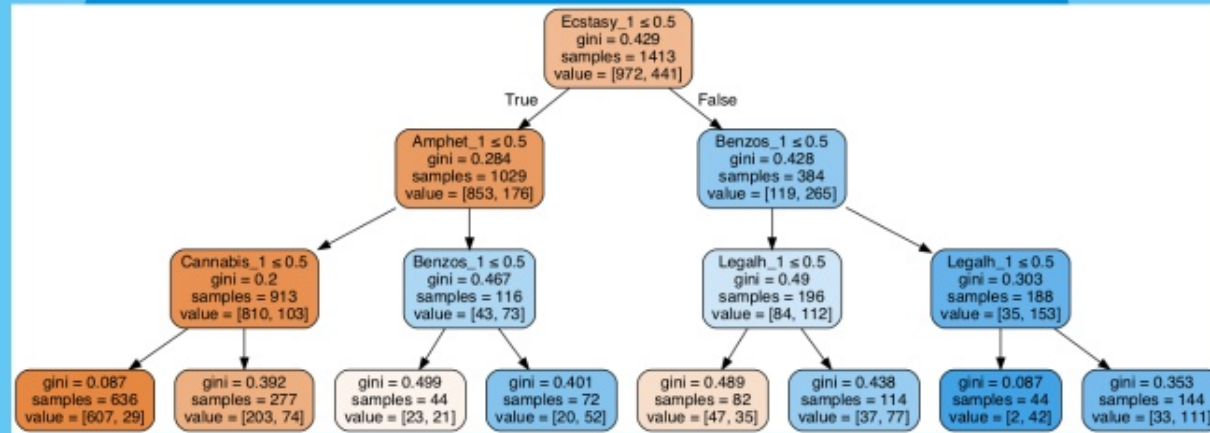 Ecstasy_1 ≤ 0.5
gini = 0.429
samples = 1413
value = [972, 441]
True
False
Amphet_1 ≤ 0.5
gini = 0.284
samples = 1029
value = [853, 176]
Benzos_1 ≤ 0.5
gini = 0.428
samples = 384
value = [119, 265]
Cannabis_1 ≤ 0.5
gini = 0.2
samples = 913
value = [810, 103]
Benzos_1 ≤ 0.5
gini = 0.467
samples = 116
value = [43, 73]
Legalh_1 ≤ 0.5
gini = 0.49
samples = 196
value = [84, 112]
Legalh_1 ≤ 0.5
gini = 0.303
samples = 188
value = [35, 153]
gini = 0.087
samples = 636
value = [607, 29]
gini = 0.392
samples = 277
value = [203, 74]
gini = 0.499
samples = 44
value = [23, 21]
gini = 0.401
samples = 72
value = [20, 52]
gini = 0.489
samples = 82
value = [47, 35]
gini = 0.438
samples = 114
value = [37, 77]
gini = 0.087
samples = 44
value = [2, 42]
gini = 0.353
samples = 144
value = [33, 111]